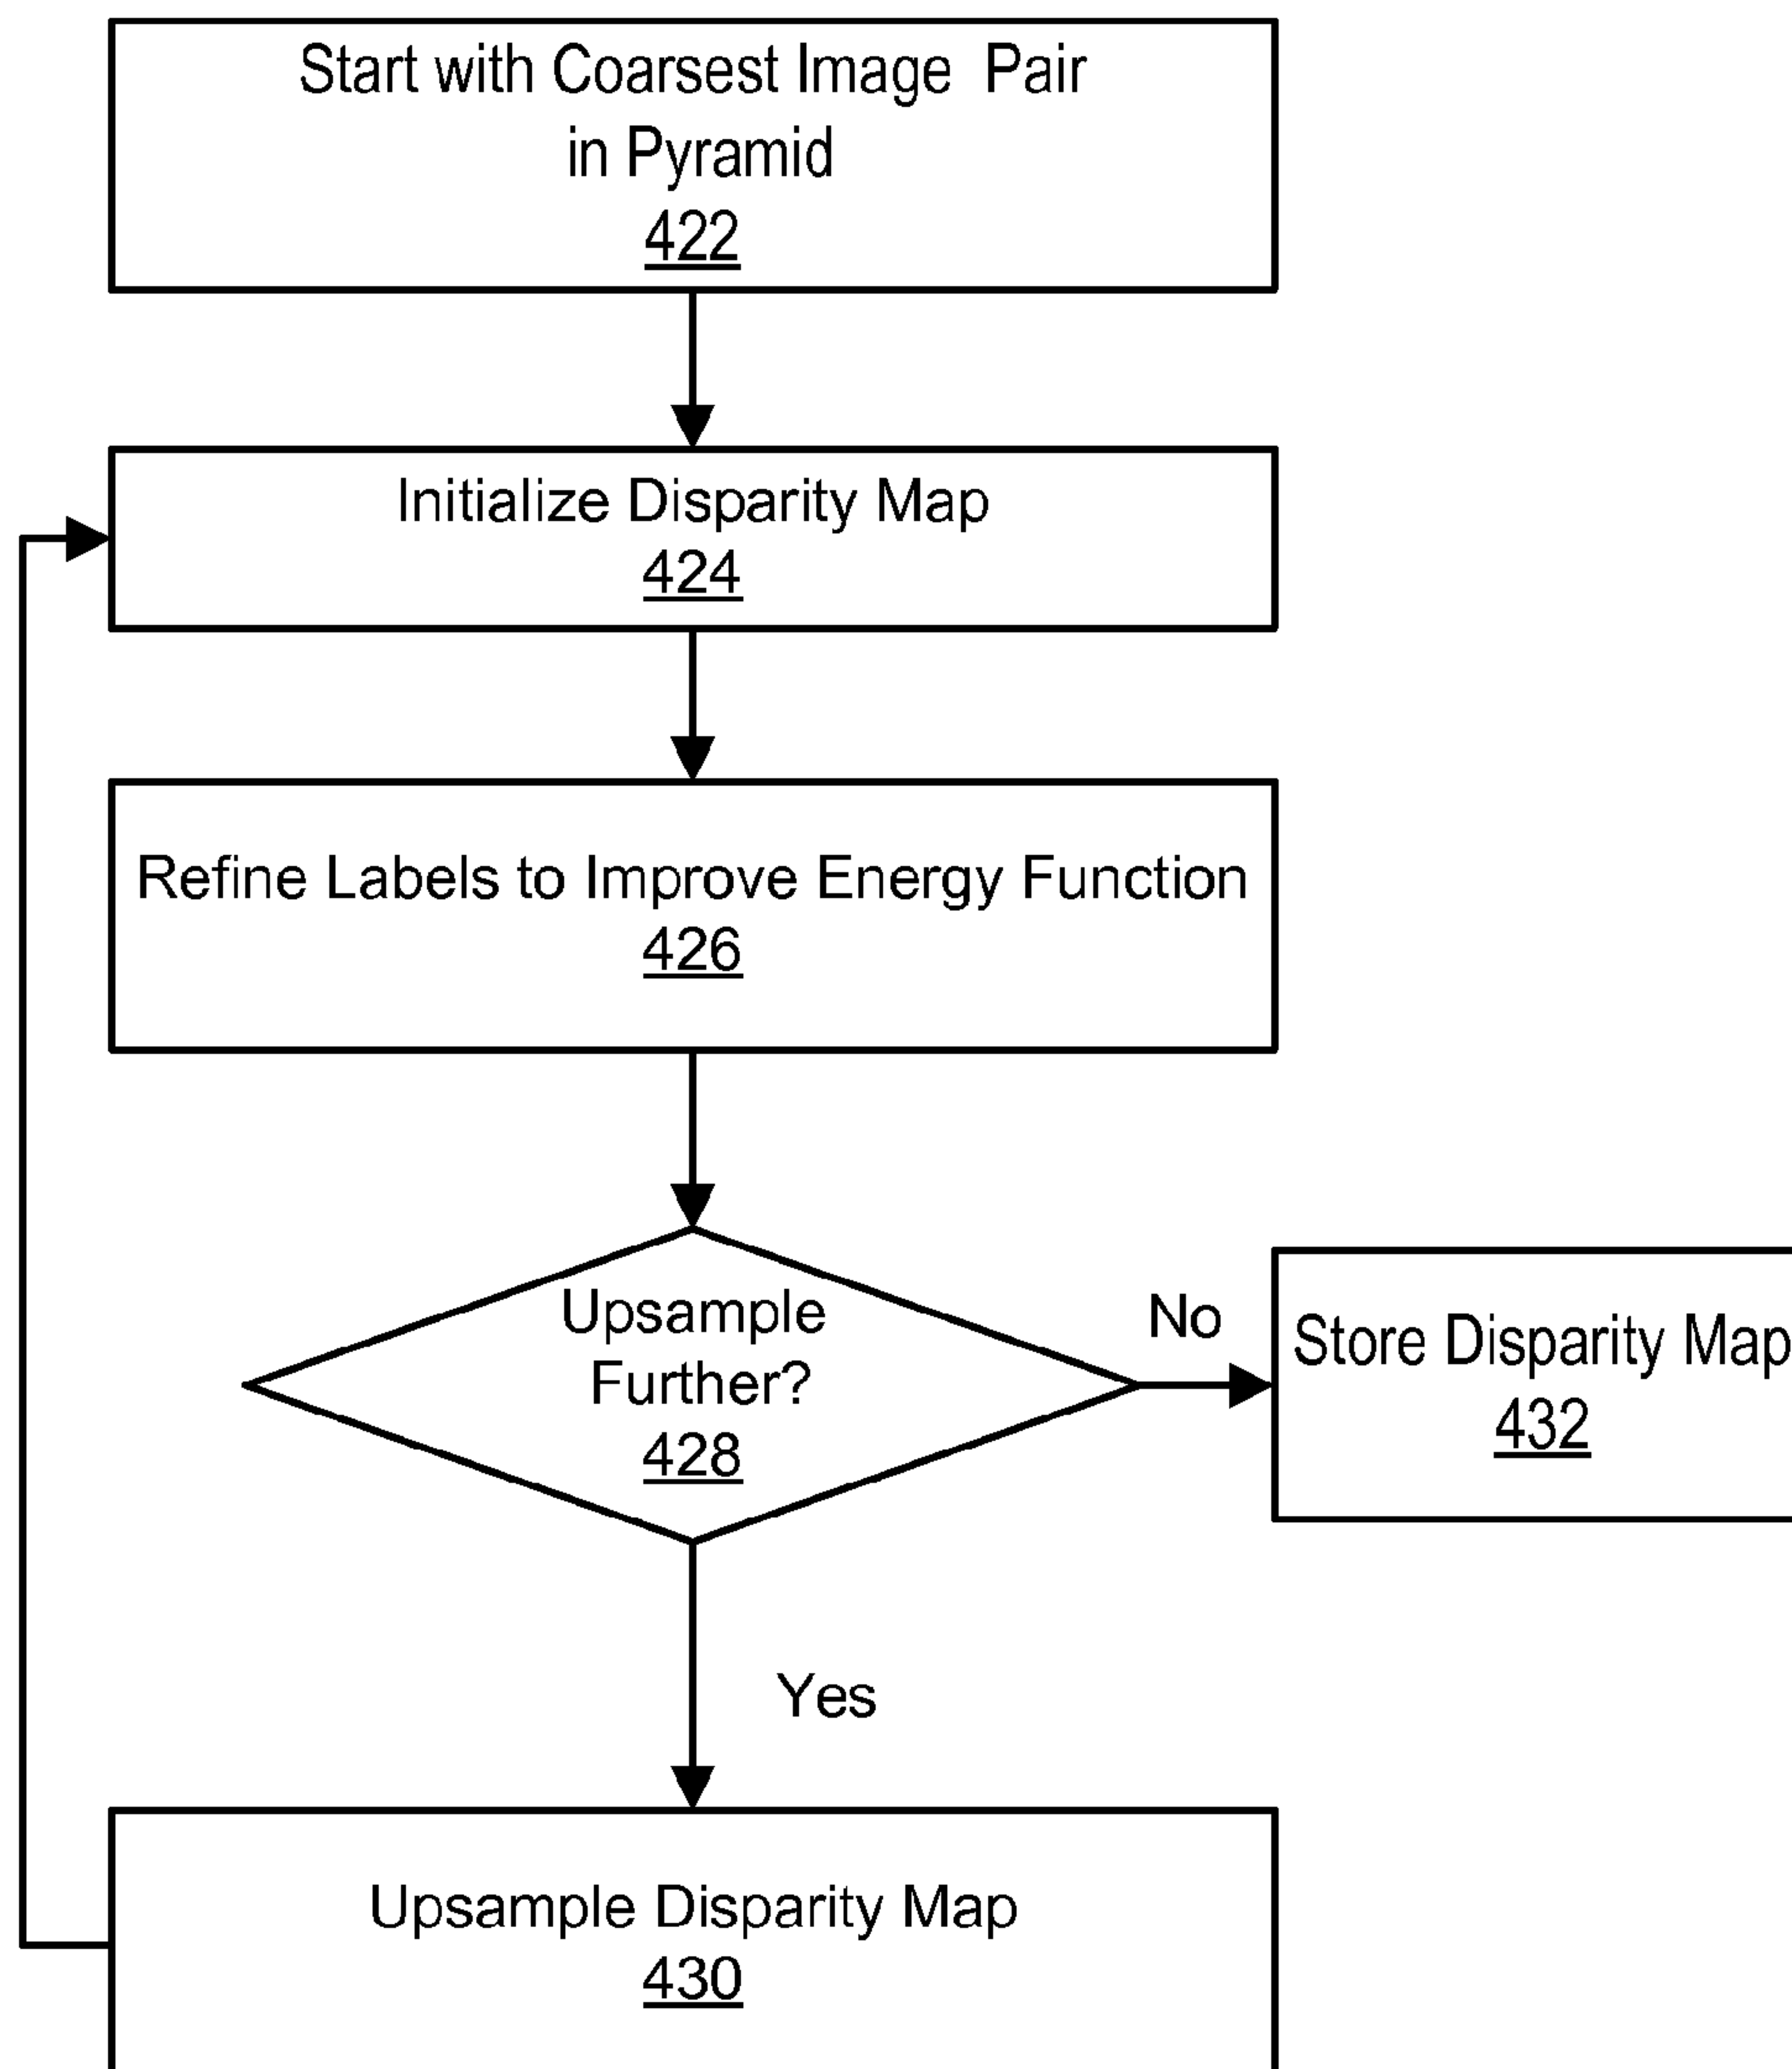 Start with Coarsest Image Pair
in Pyramid
422
Initialize Disparity Map
424
Refine Labels to Improve Energy Function
426
Upsample
Further?
428
No
Store Disparity Map
432
Yes
Upsample Disparity Map
430